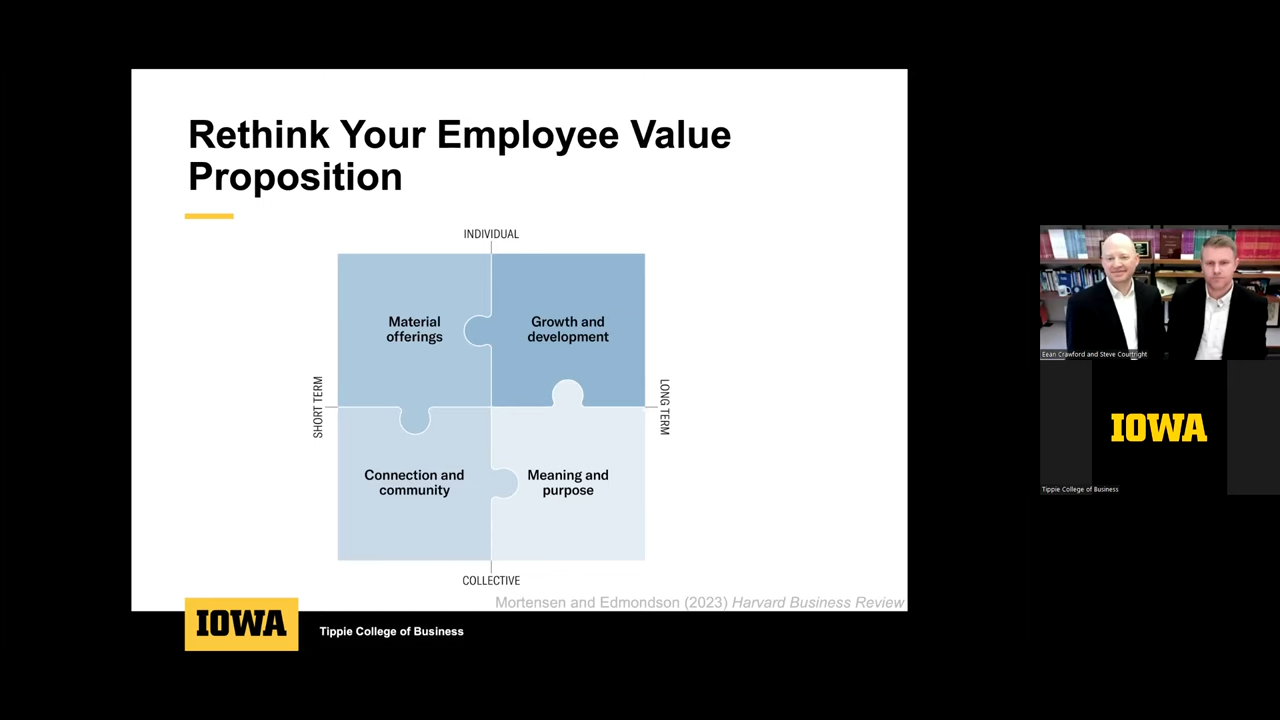 Rethink Your Employee Value
Proposition
INDIVIDUAL
Material
offerings
Growth and
development
SHORT TERM
LONG TERM
Connection and
community
Meaning and
purpose
COLLECTIVE
Mortensen and Edmondson (2023) Harvard Business Review
IOWA
Tippie College of Business
Eean Crawford and Steve Courtright
IOWA
Tippie College of Business